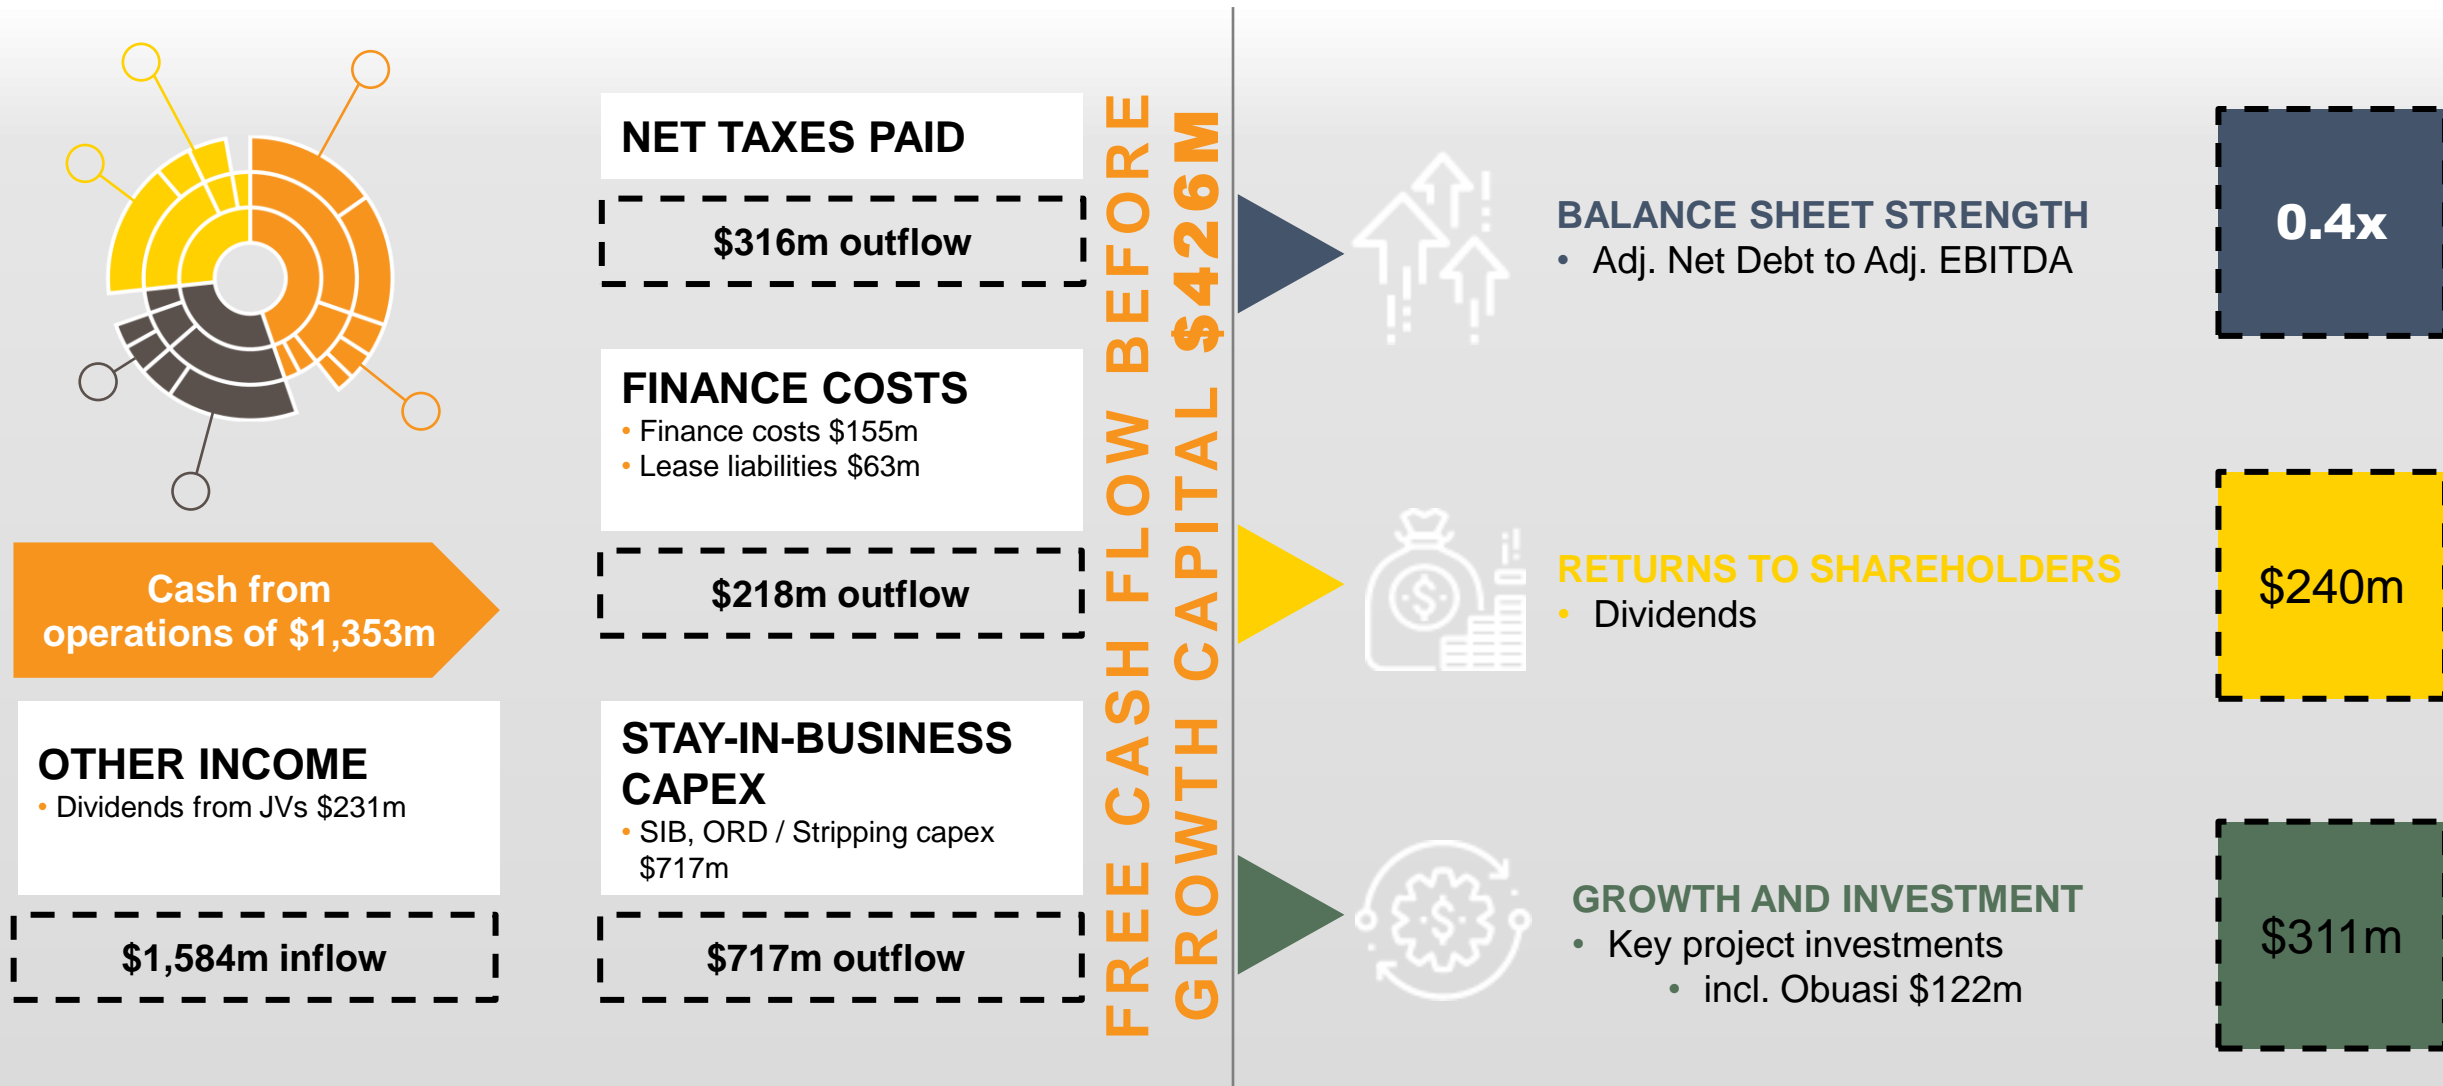 Cash from
operations of $1,353m
OTHER INCOME
• Dividends from JVs $231m
$1,584m inflow
NET TAXES PAID
$316m outflow
FINANCE COSTS
• Finance costs $155m
• Lease liabilities $63m
$218m outflow
STAY-IN-BUSINESS
CAPEX
• SIB, ORD / Stripping capex
$717m
$717m outflow
FREE CASH FLOW BEFORE
GROWTH CAPITAL $426M
BALANCE SHEET STRENGTH
• Adj. Net Debt to Adj. EBITDA
0.4x
RETURNS TO SHAREHOLDERS
• Dividends
$240m
GROWTH AND INVESTMENT
• Key project investments
• incl. Obuasi $122m
$311m